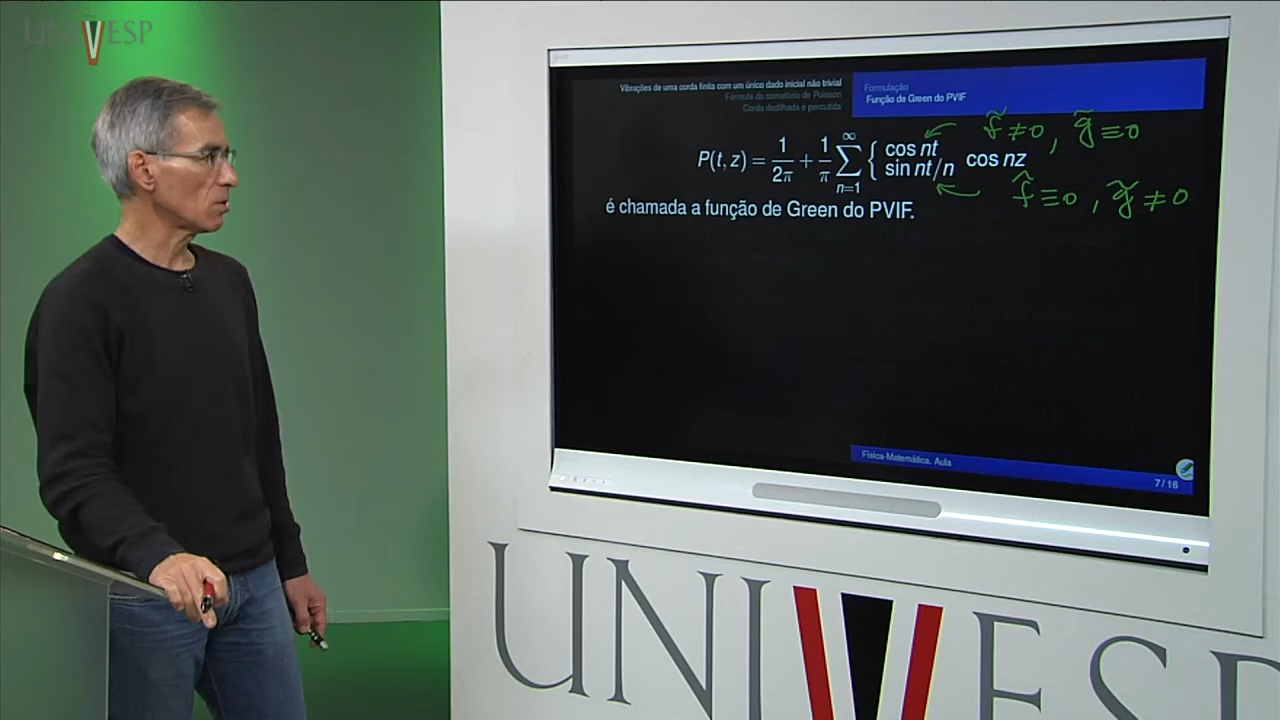 UNIVESP
Vibrações de uma corda finita com um único dado inicial não trivial
Fórmula do somatório de Poisson
Corda dedilhada e percutida
Formulação
Função de Green do PVIF
f̃ ≠ 0, g̃ ≡ 0
P(t, z) = 1/2π + 1/π ∑ n=1 ∞ { cos nt sin nt/n cos nz
f̃ ≡ 0, g̃ ≠ 0
é chamada a função de Green do PVIF.
Física-Matemática. Aula
7 / 16
UNIVESP